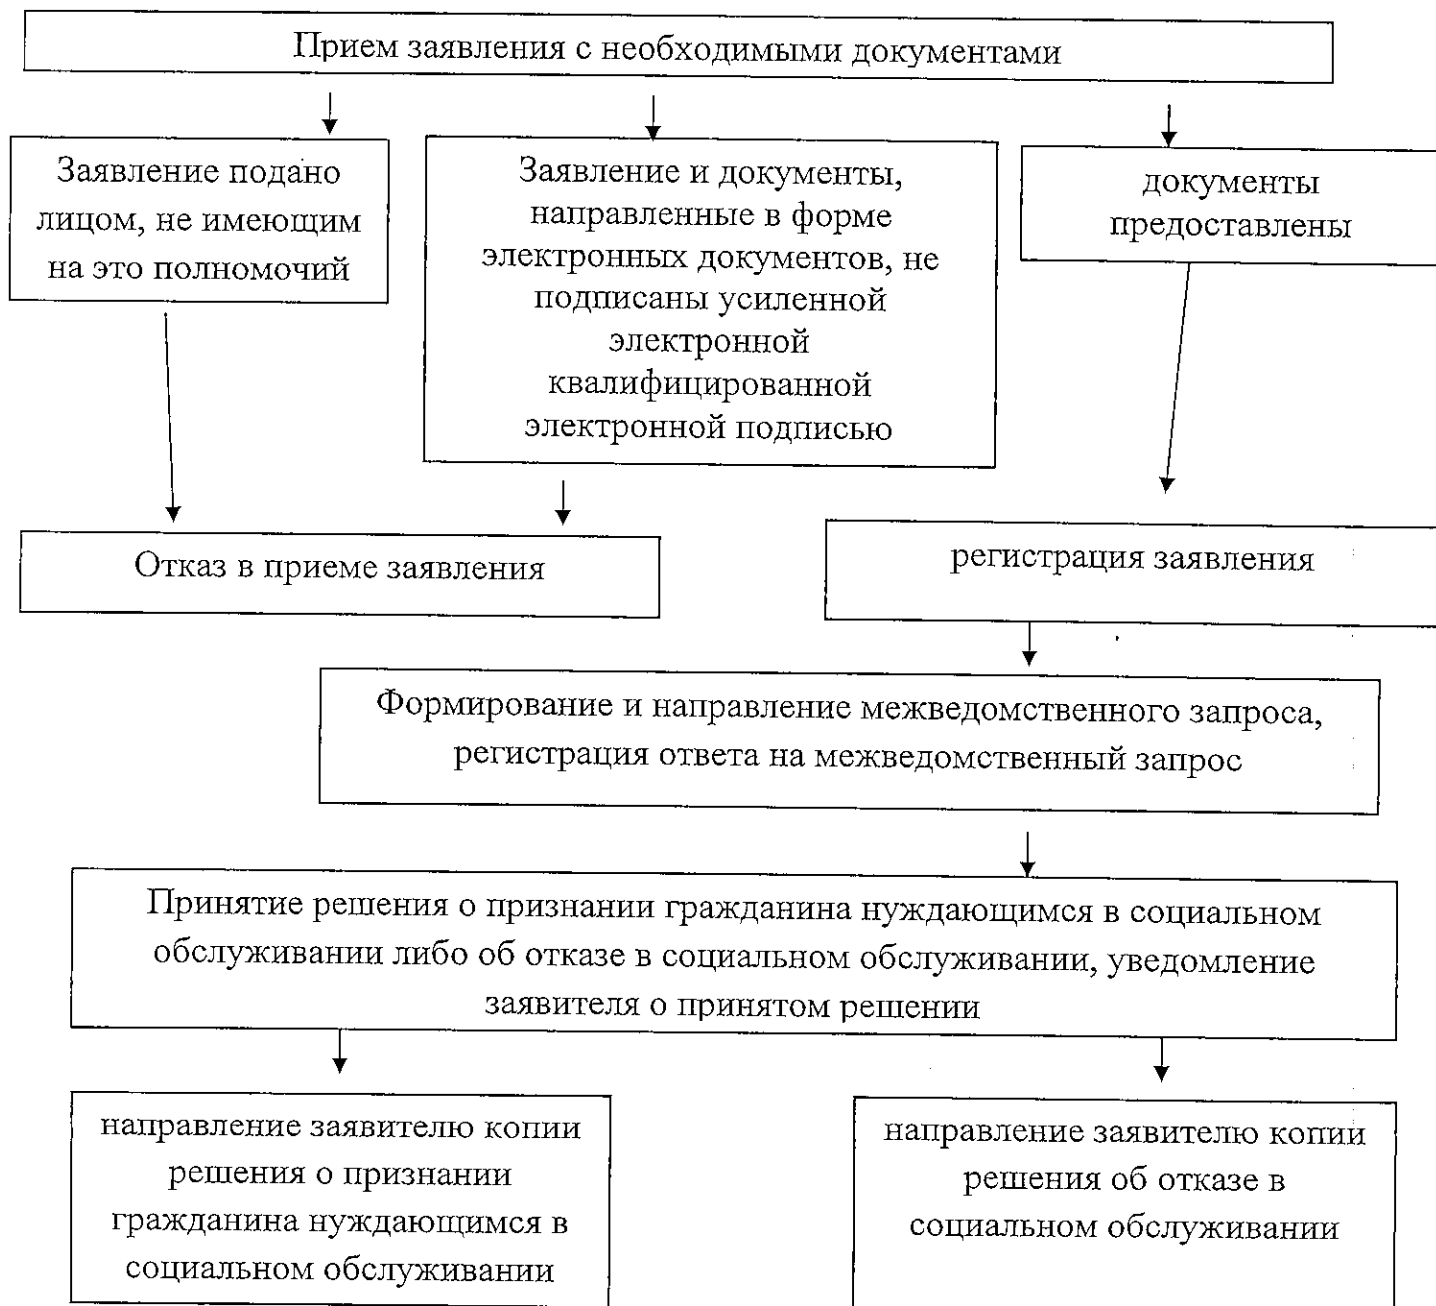 Прием заявления с необходимыми документами
Заявление подано
лицом, не имеющим
на это полномочий
Заявление и документы,
направленные в форме
электронных документов, не
подписаны усиленной
электронной
квалифицированной
электронной подписью
документы
предоставлены
Отказ в приеме заявления
регистрация заявления
Формирование и направление межведомственного запроса,
регистрация ответа на межведомственный запрос
Принятие решения о признании гражданина нуждающимся в социальном
обслуживании либо об отказе в социальном обслуживании, уведомление
заявителя о принятом решении
направление заявителю копии
решения о признании
гражданина нуждающимся в
социальном обслуживании
направление заявителю копии
решения об отказе в
социальном обслуживании